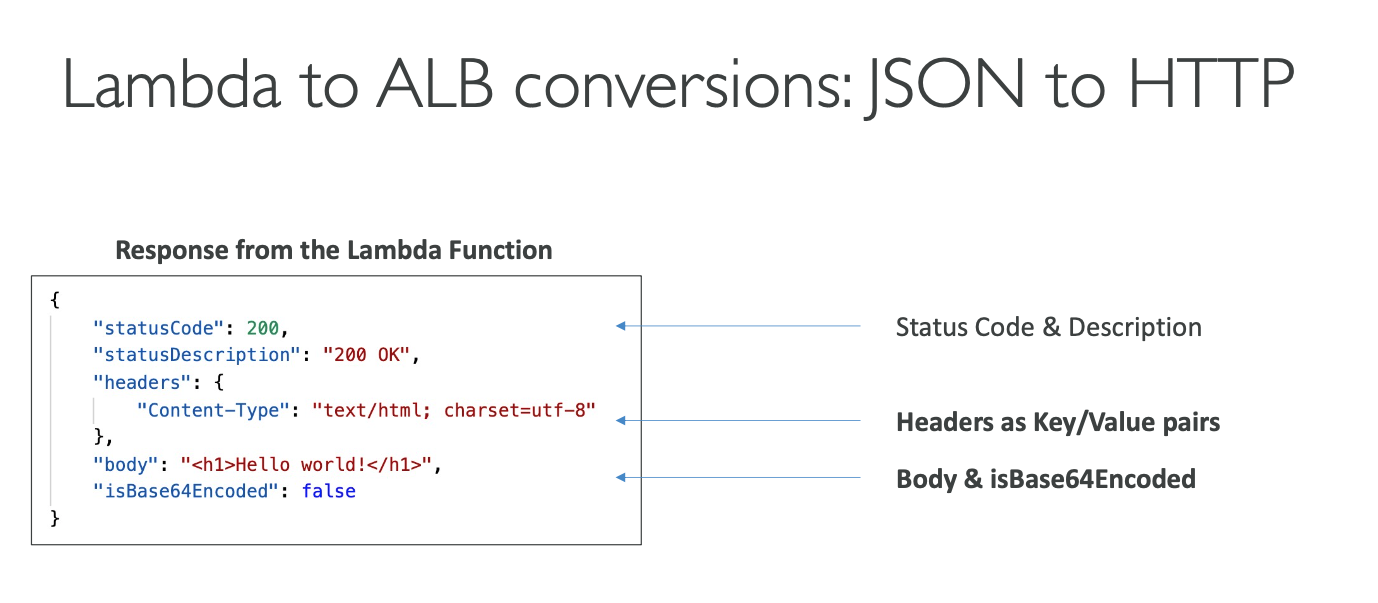 Lambda to ALB conversions: JSON to HTTP
Response from the Lambda Function
{
"statusCode": 200,
"statusDescription": "200 OK",
"headers": {
"Content-Type": "text/html; charset=utf-8"
},
"body": "<h1>Hello world!</h1>",
"isBase64Encoded": false
}
Status Code & Description
Headers as Key/Value pairs
Body & isBase64Encoded